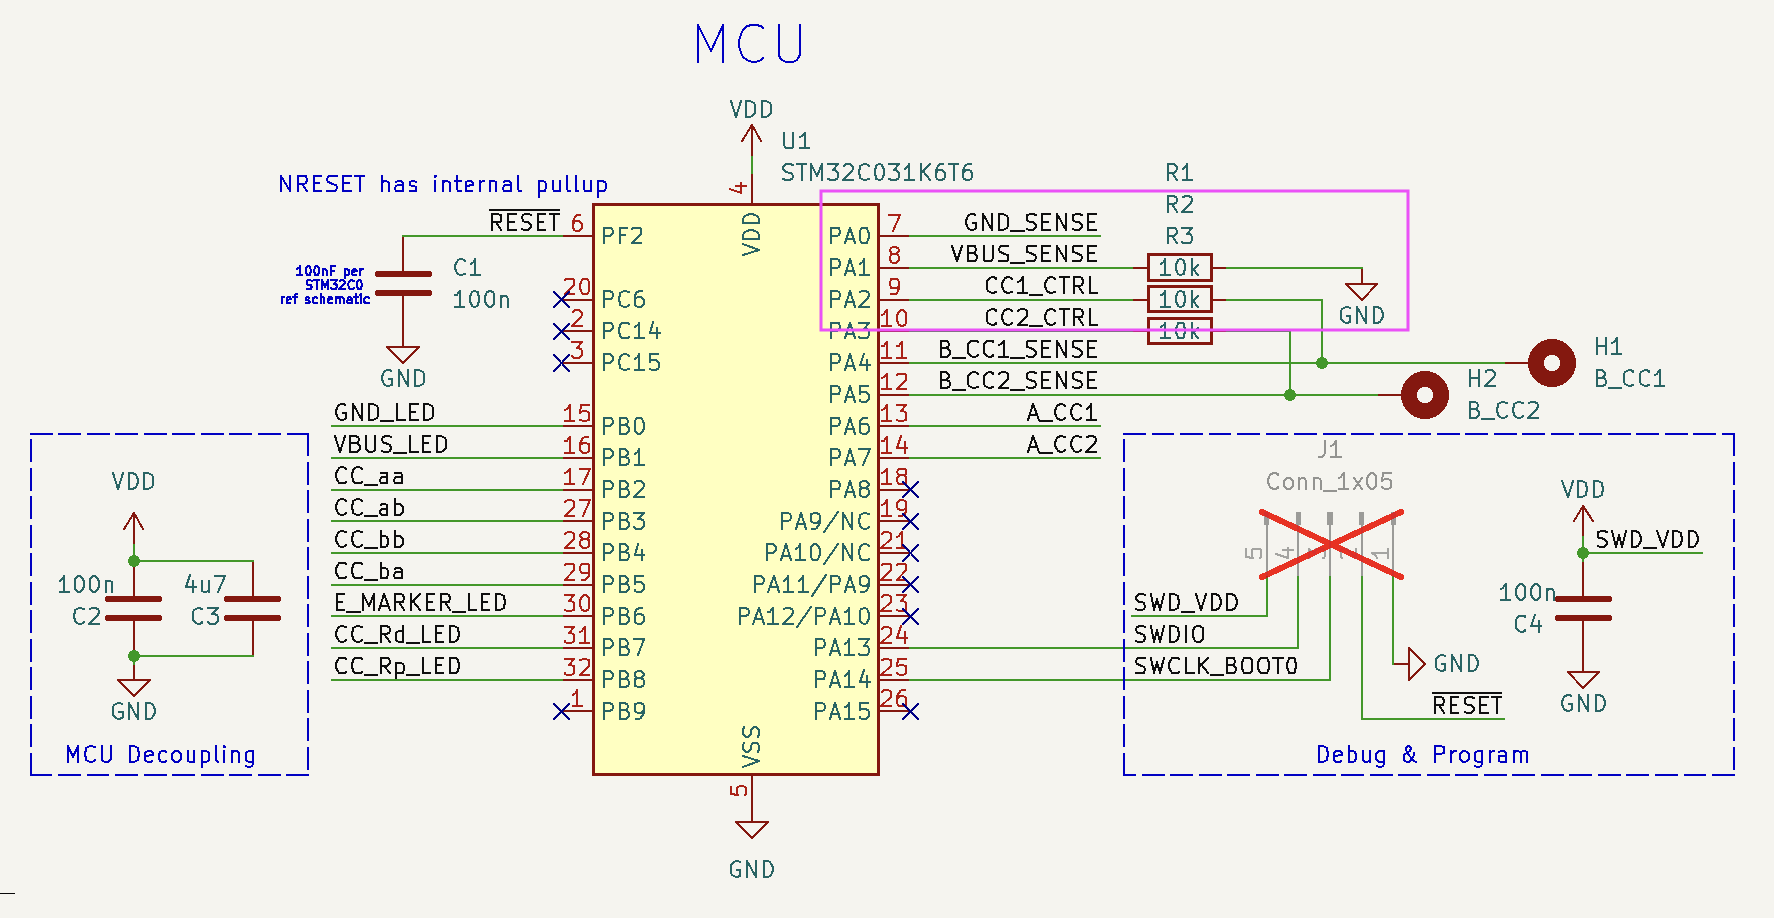 MCU
VDD
U1
STM32C031K6T6
NRESET has internal pullup
RESET
6
PF2
100nF per
STM32C0
ref schematic
C1
100n
GND
20
PC6
2
PC14
3
PC15
4
VDD
GND_LED
15
PB0
VBUS_LED
16
PB1
CC_aa
17
PB2
CC_ab
27
PB3
CC_bb
28
PB4
CC_ba
29
PB5
E_MARKER_LED
30
PB6
CC_Rd_LED
31
PB7
CC_Rp_LED
32
PB8
1
PB9
VSS
5
GND
R1
R2
R3
PA0
7
GND_SENSE
PA1
8
VBUS_SENSE
10k
GND
PA2
9
CC1_CTRL
10k
PA3
10
CC2_CTRL
10k
PA4
11
B_CC1_SENSE
H1
B_CC1
PA5
12
B_CC2_SENSE
H2
B_CC2
PA6
13
A_CC1
PA7
14
A_CC2
PA8
18
PA9/NC
19
PA10/NC
21
PA11/PA9
22
PA12/PA10
23
PA13
24
PA14
25
PA15
26
VDD
100n
C2
4u7
C3
GND
MCU Decoupling
J1
Conn_1x05
5
4
1
SWD_VDD
SWDIO
SWCLK_BOOT0
GND
RESET
VDD
SWD_VDD
100n
C4
GND
Debug & Program